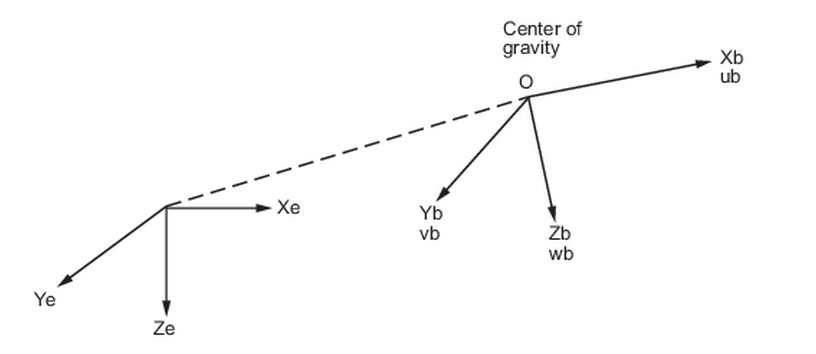 Center of
gravity
O
Xb
ub
Yb
vb
Zb
wb
Xe
Ye
Ze